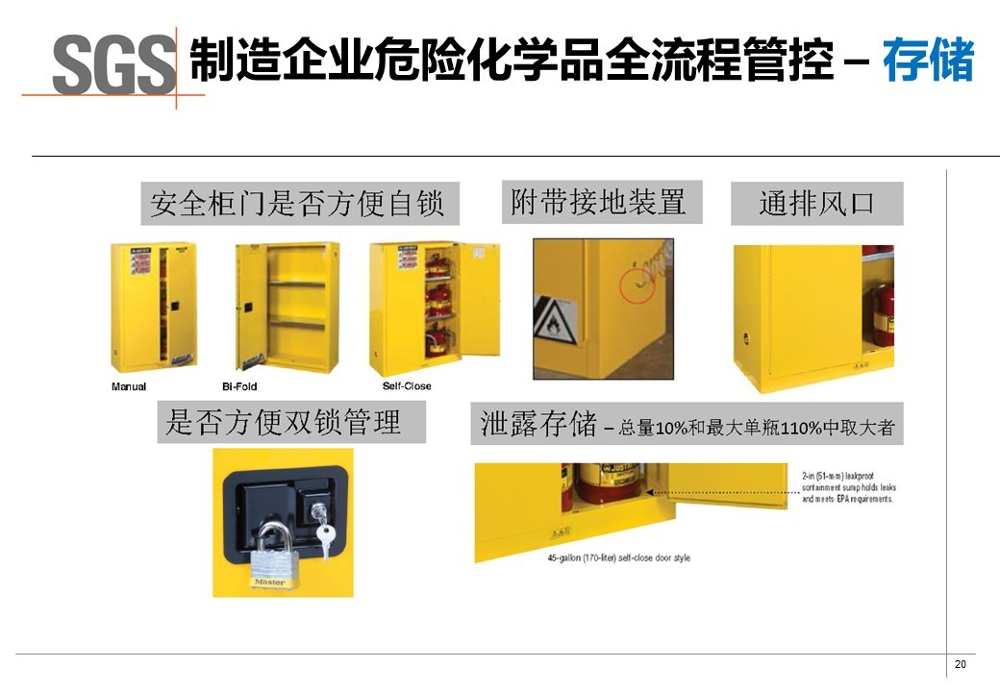 SGS 制造企业危险化学品全流程管控 – 存储
安全柜门是否方便自锁
附带接地装置
通排风口
Manual
Bi-Fold
Self-Close
是否方便双锁管理
泄露存储 – 总量10%和最大单瓶110%中取大者
Master
2-in (51-mm) leakproof
containment sump holds leaks
and meets EPA requirements.
45-gallon (170-liter) self-close door style
20